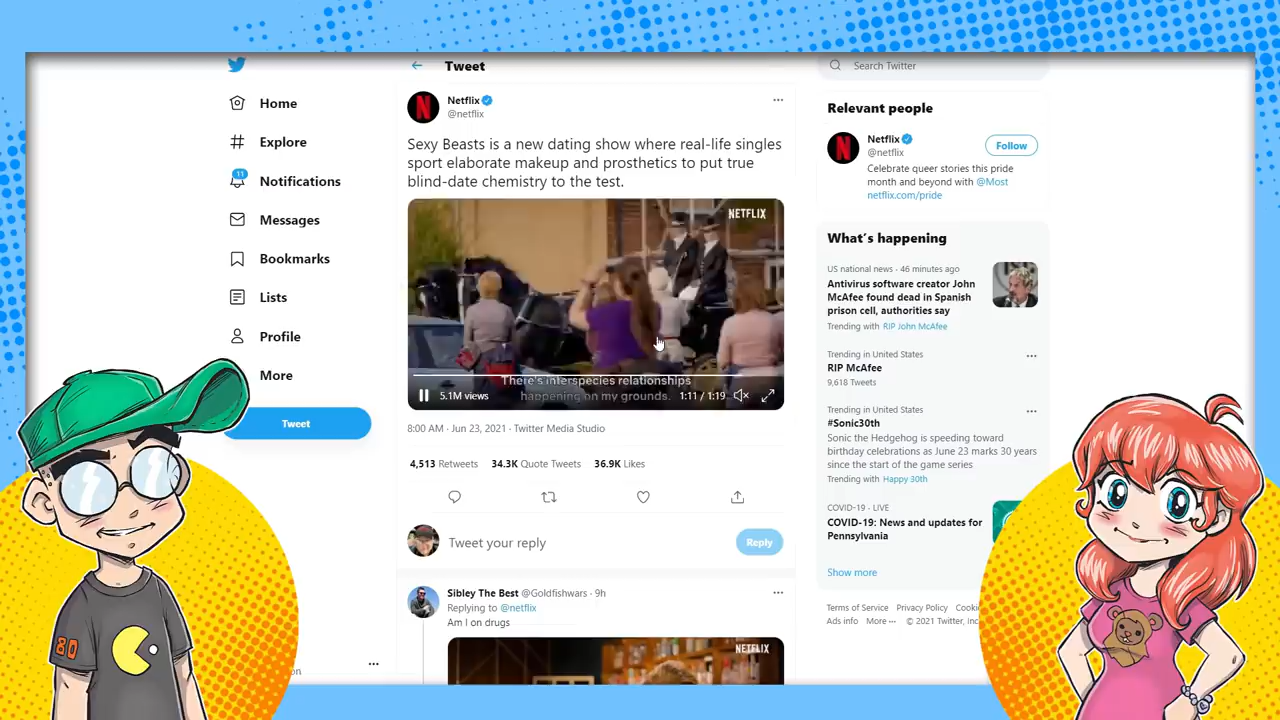 Home
Explore
11
Notifications
Messages
Bookmarks
Lists
Profile
More
Tweet
Tweet
Netflix
@netflix
Sexy Beasts is a new dating show where real-life singles
sport elaborate makeup and prosthetics to put true
blind-date chemistry to the test.
NETFLIX
There's interspecies relationships
happening on my grounds.
5.1M views
1:11 / 1:19
8:00 AM · Jun 23, 2021 · Twitter Media Studio
4,513 Retweets 34.3K Quote Tweets 36.9K Likes
Tweet your reply
Reply
Sibley The Best @Goldfishwars · 9h
Replying to @netflix
Am I on drugs
NETFLIX
Search Twitter
Relevant people
Netflix
@netflix
Follow
Celebrate queer stories this pride
month and beyond with @Most
netflix.com/pride
What's happening
US national news · 46 minutes ago
Antivirus software creator John
McAfee found dead in Spanish
prison cell, authorities say
Trending with RIP John McAfee
Trending in United States
RIP McAfee
9,618 Tweets
Trending in United States
#Sonic30th
Sonic the Hedgehog is speeding toward
birthday celebrations as June 23 marks 30 years
since the start of the game series
Trending with Happy 30th
COVID-19 · LIVE
COVID-19: News and updates for
Pennsylvania
Show more
Terms of Service Privacy Policy Cookie
Ads info More ··· © 2021 Twitter, Inc.
80